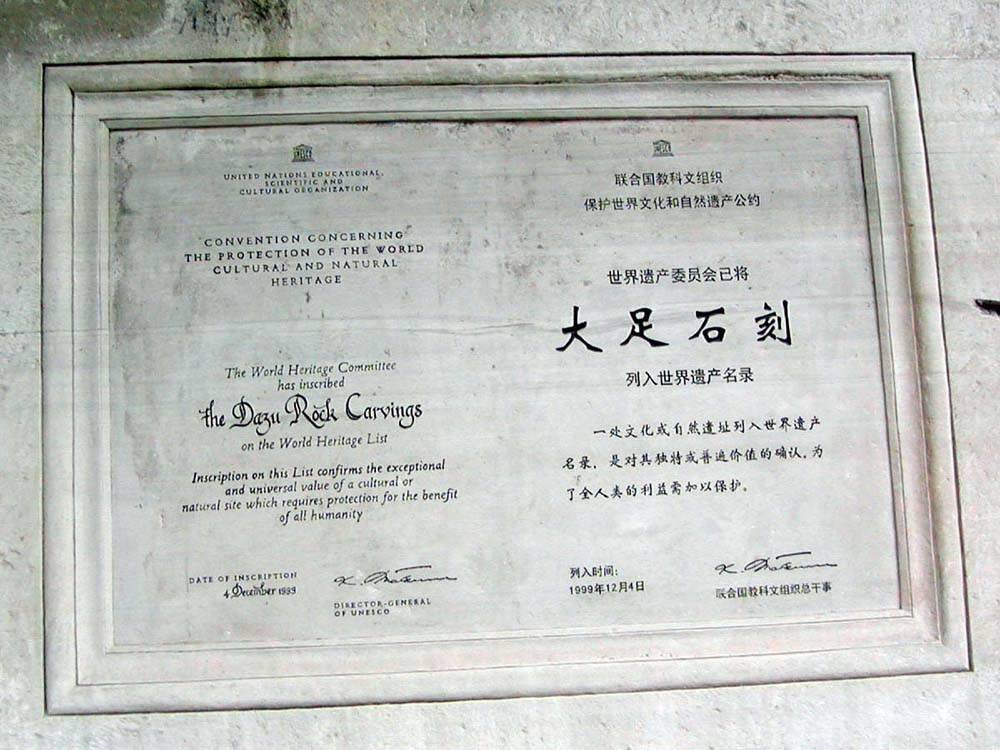 UNESCO
UNITED NATIONS EDUCATIONAL,
SCIENTIFIC AND
CULTURAL ORGANIZATION
CONVENTION CONCERNING
THE PROTECTION OF THE WORLD
CULTURAL AND NATURAL
HERITAGE
The World Heritage Committee
has inscribed
the Dazu Rock Carvings
on the World Heritage List
Inscription on this List confirms the exceptional
and universal value of a cultural or
natural site which requires protection for the benefit
of all humanity
DATE OF INSCRIPTION
4 December 1999
K. Matsuura
DIRECTOR-GENERAL
OF UNESCO
UNESCO
联合国教科文组织
保护世界文化和自然遗产公约
世界遗产委员会已将
大足石刻
列入世界遗产名录
一处文化或自然遗址列入世界遗产
名录，是对其独特或普遍价值的确认，为
了全人类的利益需加以保护。
列入时间：
1999年12月4日
K. Matsuura
联合国教科文组织总干事